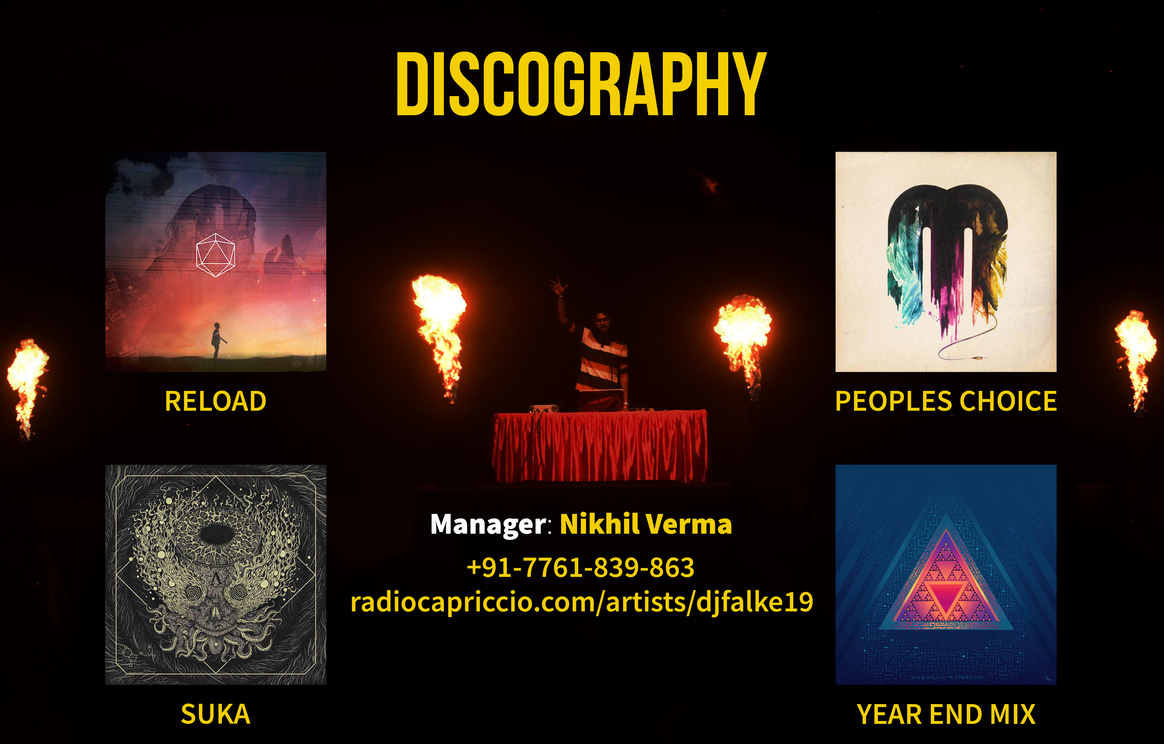 DISCOGRAPHY
RELOAD
PEOPLES CHOICE
Manager: Nikhil Verma
+91-7761-839-863
radiocapriccio.com/artists/djfalke19
SUKA
YEAR END MIX